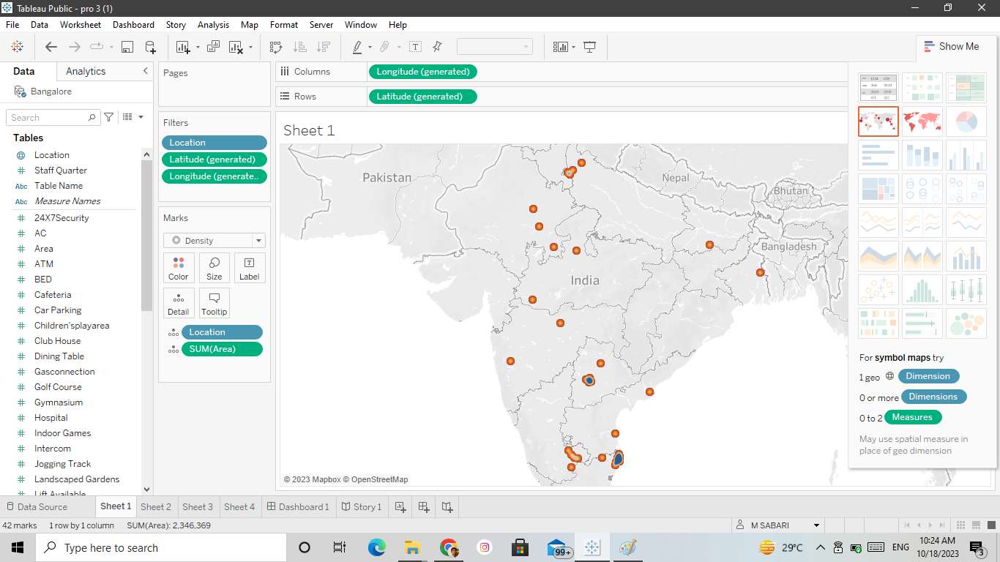 Tableau Public - pro 3 (1)
File Data Worksheet Dashboard Story Analysis Map Format Server Window Help
Show Me
Data Analytics
Bangalore
Search
Tables
Location
Staff Quarter
Abc Table Name
Abc Measure Names
24X7Security
AC
Area
ATM
BED
Cafeteria
Car Parking
Children'splayarea
Club House
Dining Table
Gasconnection
Golf Course
Gymnasium
Hospital
Indoor Games
Intercom
Jogging Track
Landscaped Gardens
Lift Available
Pages
Filters
Location
Latitude (generated)
Longitude (generate..
Marks
Density
Color Size Label
Detail Tooltip
Location
SUM(Area)
Columns Longitude (generated)
Rows Latitude (generated)
Sheet 1
Pakistan
Nepal
Bhutan
Bangladesh
India
© 2023 Mapbox © OpenStreetMap
For symbol maps try
1 geo Dimension
0 or more Dimensions
0 to 2 Measures
May use spatial measure in
place of geo dimension
Data Source Sheet 1 Sheet 2 Sheet 3 Sheet 4 Dashboard 1 Story 1
42 marks 1 row by 1 column SUM(Area): 2,346,369 M SABARI
Type here to search
99+
29°C
ENG
10:24 AM
10/18/2023
3